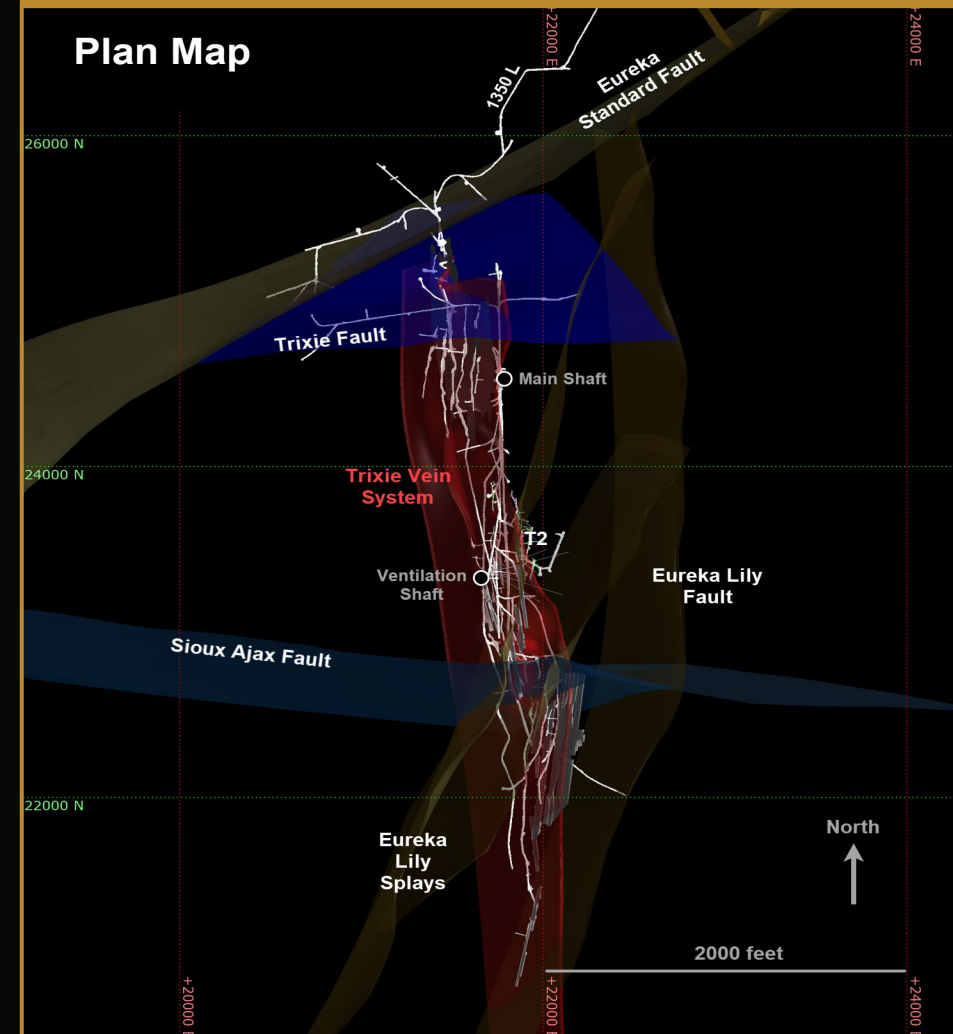 Plan Map
+22000 E
+24000 E
1350 L
Eureka
Standard Fault
26000 N
Trixie Fault
Main Shaft
24000 N
Trixie Vein
System
T2
Ventilation
Shaft
Eureka Lily
Fault
Sioux Ajax Fault
22000 N
Eureka
Lily
Splays
North
2000 feet
+20000 E
+22000 E
+24000 E